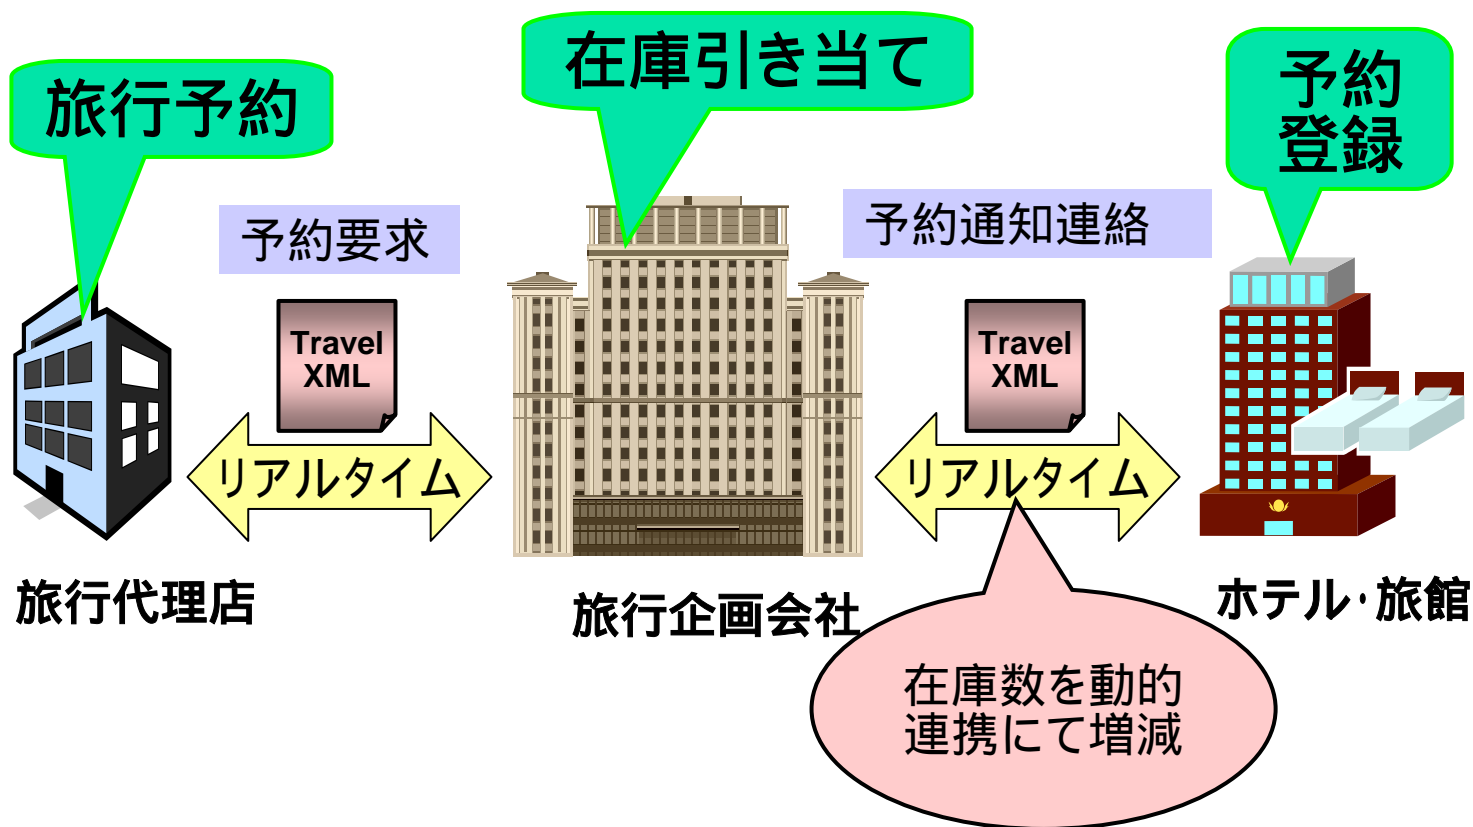 旅行予約
在庫引き当て
予約
登録
予約要求
予約通知連絡
Travel
XML
Travel
XML
リアルタイム
リアルタイム
旅行代理店
旅行企画会社
ホテル・旅館
在庫数を動的
連携にて増減